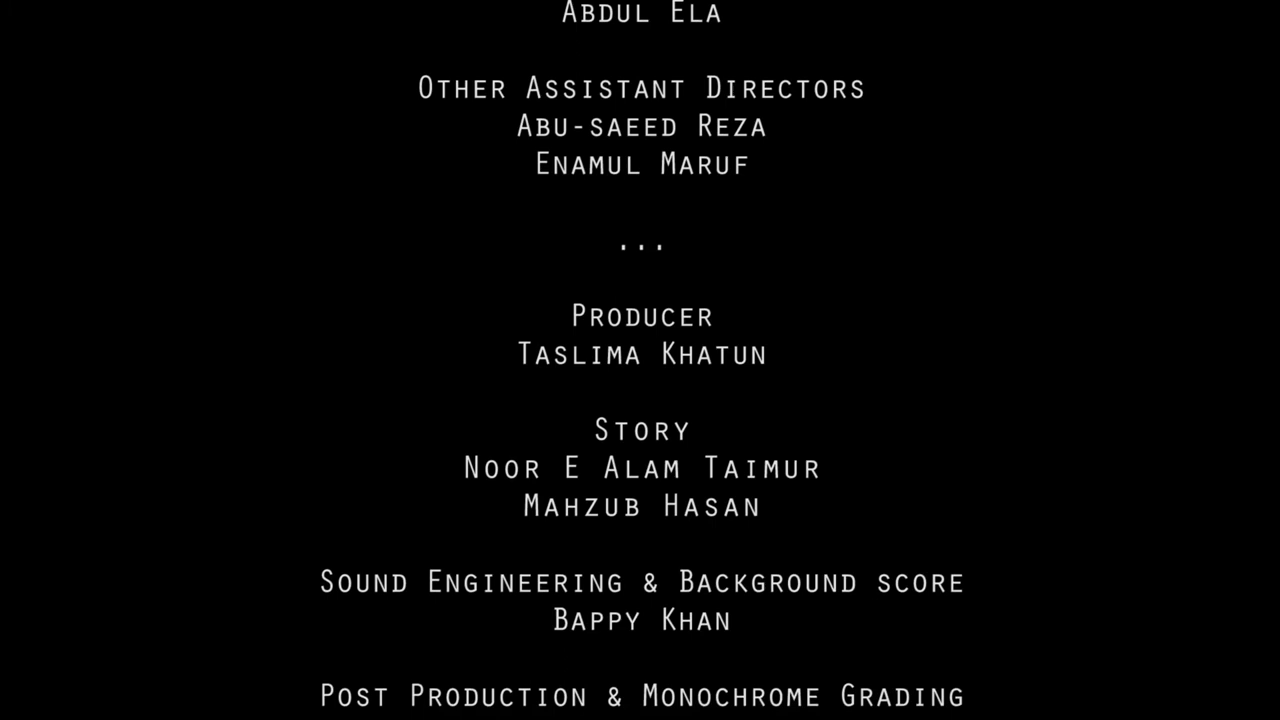 Abdul Ela
Other Assistant Directors
Abu-saeed Reza
Enamul Maruf
...
Producer
Taslima Khatun
Story
Noor E Alam Taimur
Mahzub Hasan
Sound Engineering & Background score
Bappy Khan
Post Production & Monochrome Grading